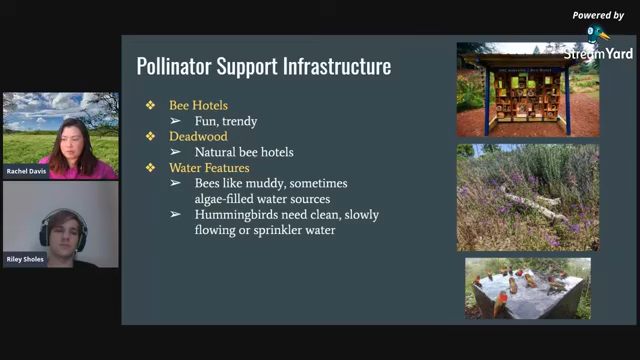 Powered by
StreamYard
Pollinator Support Infrastructure
❖ Bee Hotels
➢ Fun, trendy
❖ Deadwood
➢ Natural bee hotels
❖ Water Features
➢ Bees like muddy, sometimes
algae-filled water sources
➢ Hummingbirds need clean, slowly
flowing or sprinkler water
Rachel Davis
Riley Sholes